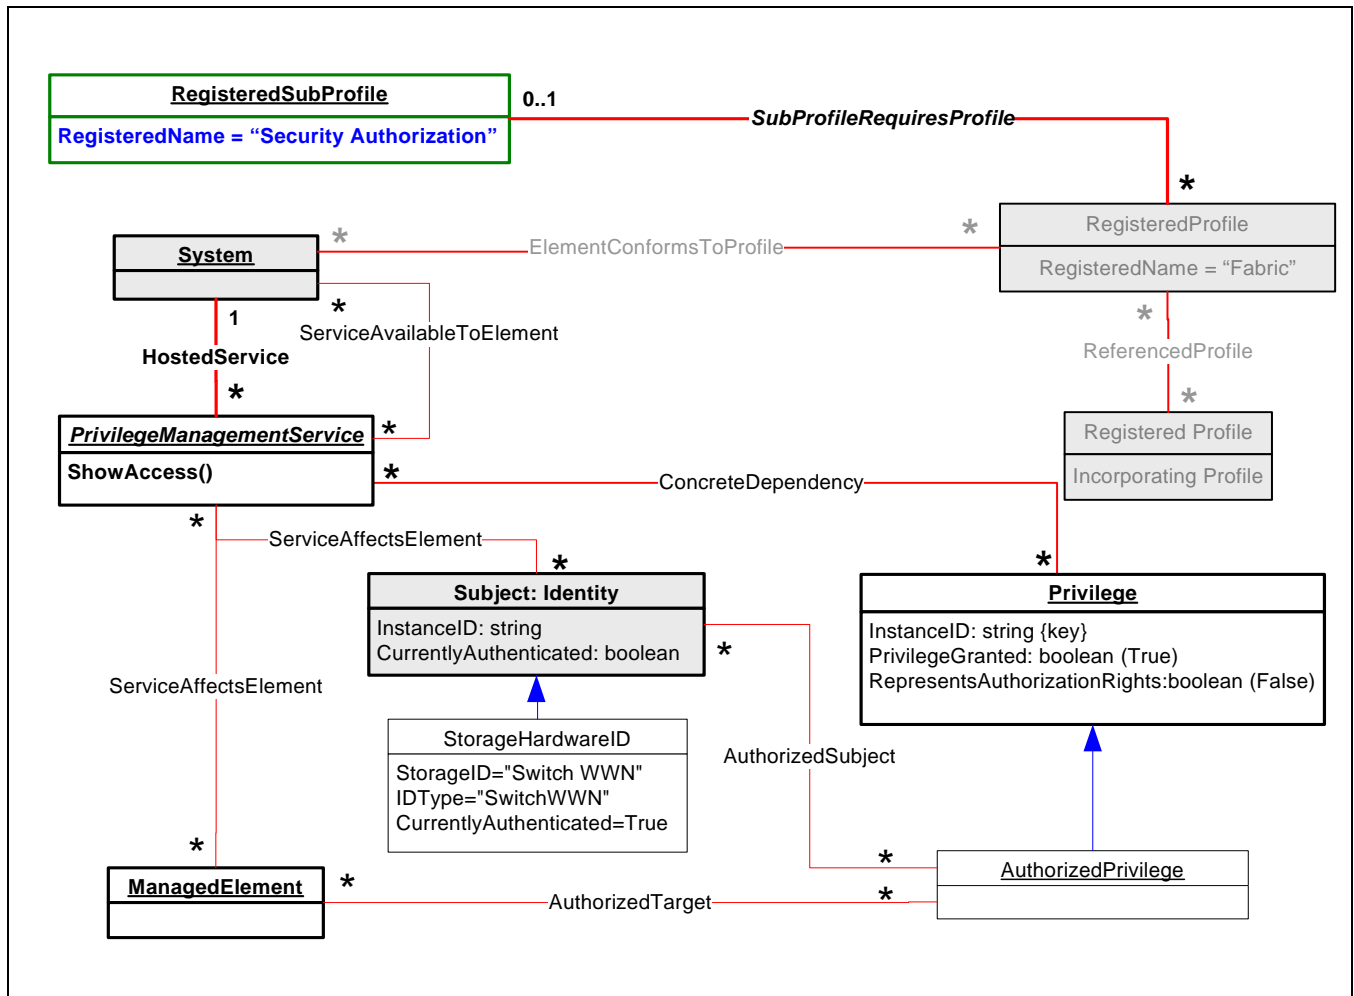 RegisteredSubProfile
RegisteredName = “Security Authorization”
0..1
SubProfileRequiresProfile
*
RegisteredProfile
RegisteredName = “Fabric”
*
ElementConformsToProfile
*
System
*
ServiceAvailableToElement
1
HostedService
*
*
ReferencedProfile
*
Registered Profile
Incorporating Profile
PrivilegeManagementService
ShowAccess()
*
*
ConcreteDependency
*
*
ServiceAffectsElement
*
Subject: Identity
InstanceID: string
CurrentlyAuthenticated: boolean
*
Privilege
InstanceID: string {key}
PrivilegeGranted: boolean (True)
RepresentsAuthorizationRights:boolean (False)
ServiceAffectsElement
StorageHardwareID
StorageID="Switch WWN"
IDType="SwitchWWN"
CurrentlyAuthenticated=True
AuthorizedSubject
*
*
ManagedElement
*
AuthorizedTarget
*
AuthorizedPrivilege